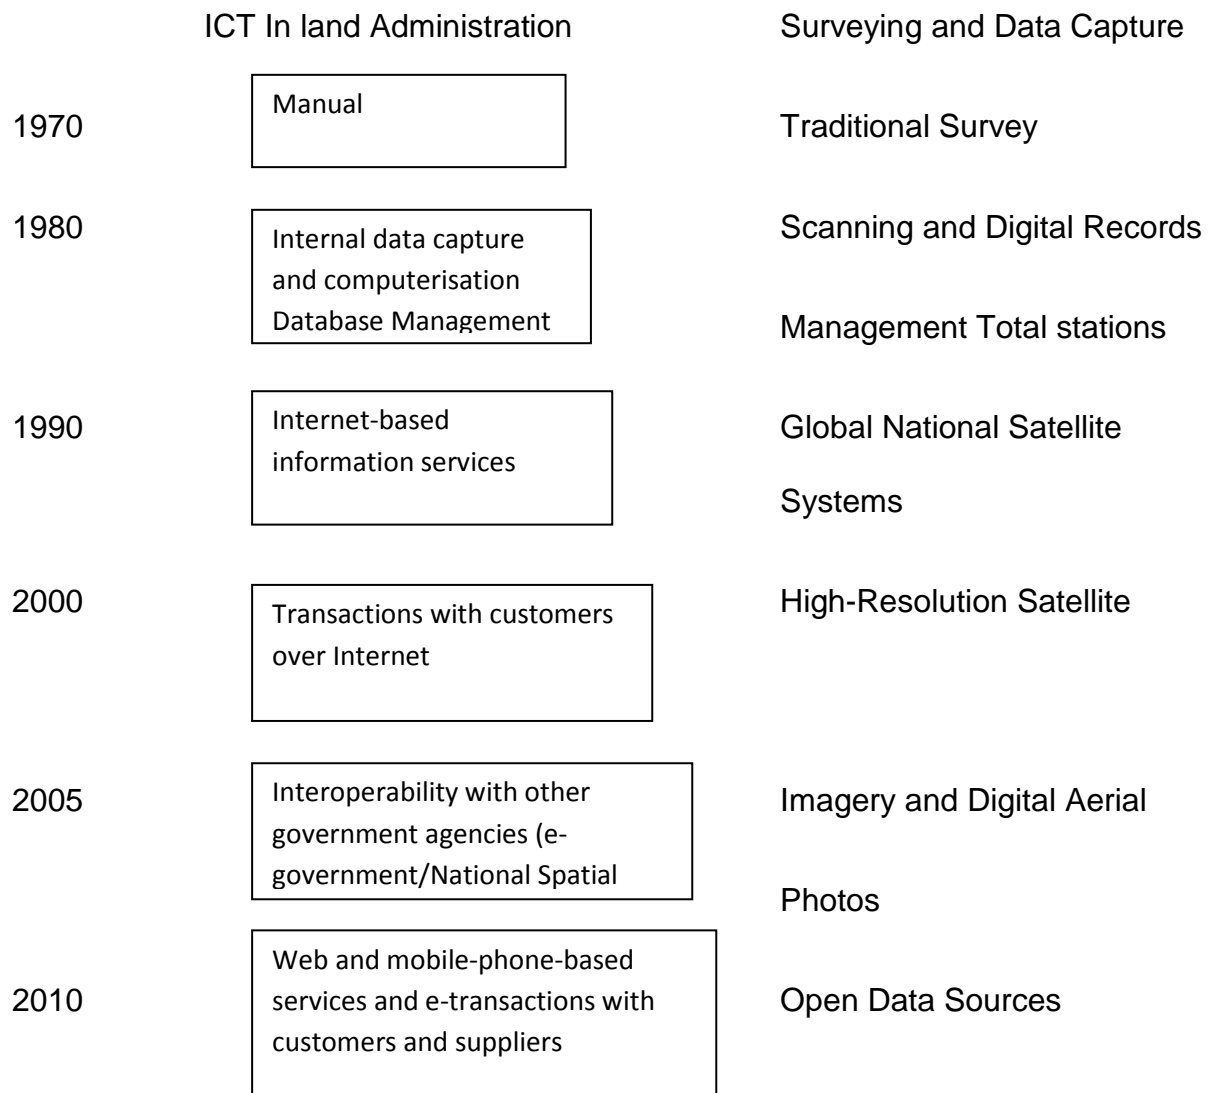 ICT In land Administration
Surveying and Data Capture
1970
Manual
Traditional Survey
1980
Internal data capture
and computerisation
Database Management
Scanning and Digital Records
Management Total stations
1990
Internet-based
information services
Global National Satellite
Systems
2000
Transactions with customers
over Internet
High-Resolution Satellite
2005
Interoperability with other
government agencies (e-
government/National Spatial
Imagery and Digital Aerial
Photos
2010
Web and mobile-phone-based
services and e-transactions with
customers and suppliers
Open Data Sources